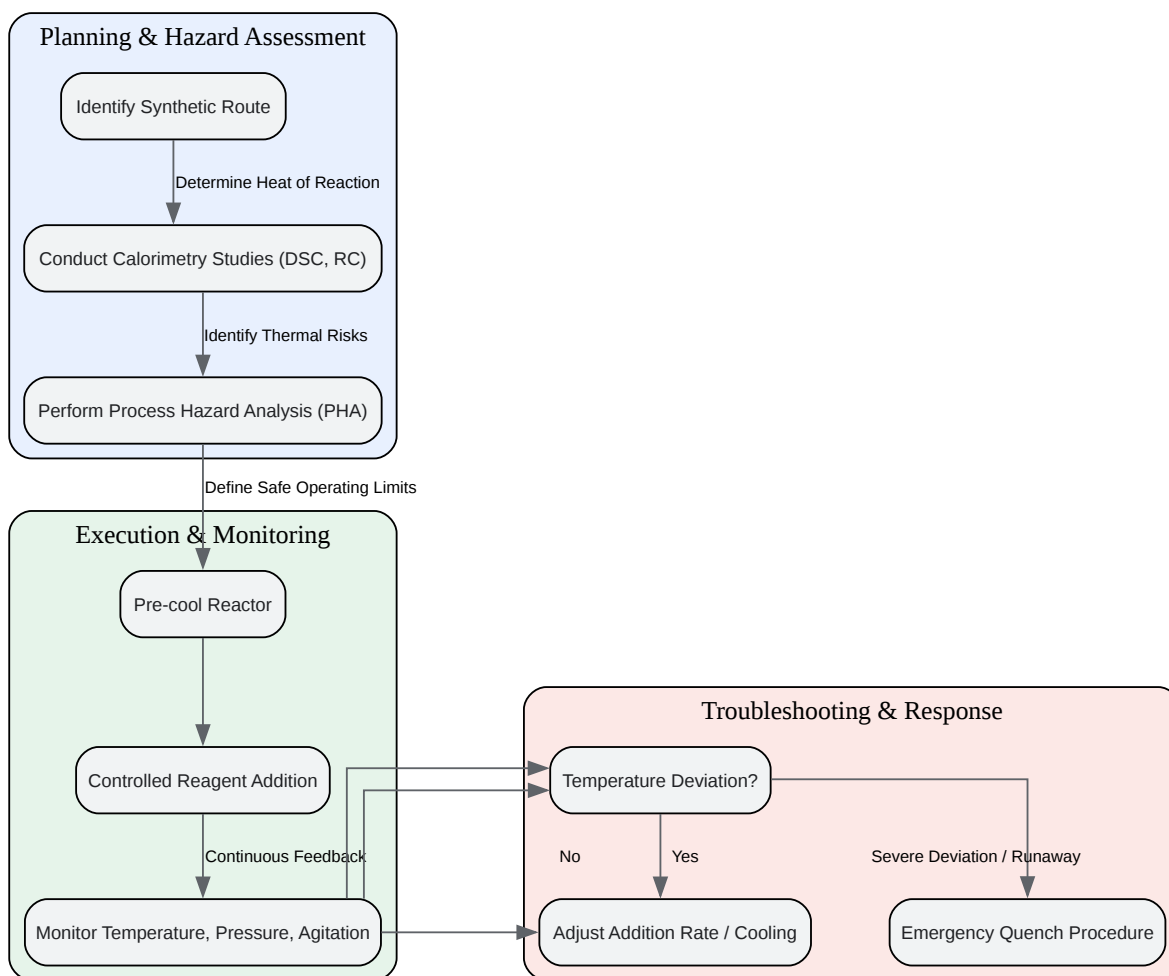 Planning & Hazard Assessment
Identify Synthetic Route
Determine Heat of Reaction
Conduct Calorimetry Studies (DSC, RC)
Identify Thermal Risks
Perform Process Hazard Analysis (PHA)
Define Safe Operating Limits
Execution & Monitoring
Pre-cool Reactor
Controlled Reagent Addition
Continuous Feedback
Monitor Temperature, Pressure, Agitation
Troubleshooting & Response
Temperature Deviation?
No
Yes
Severe Deviation / Runaway
Adjust Addition Rate / Cooling
Emergency Quench Procedure